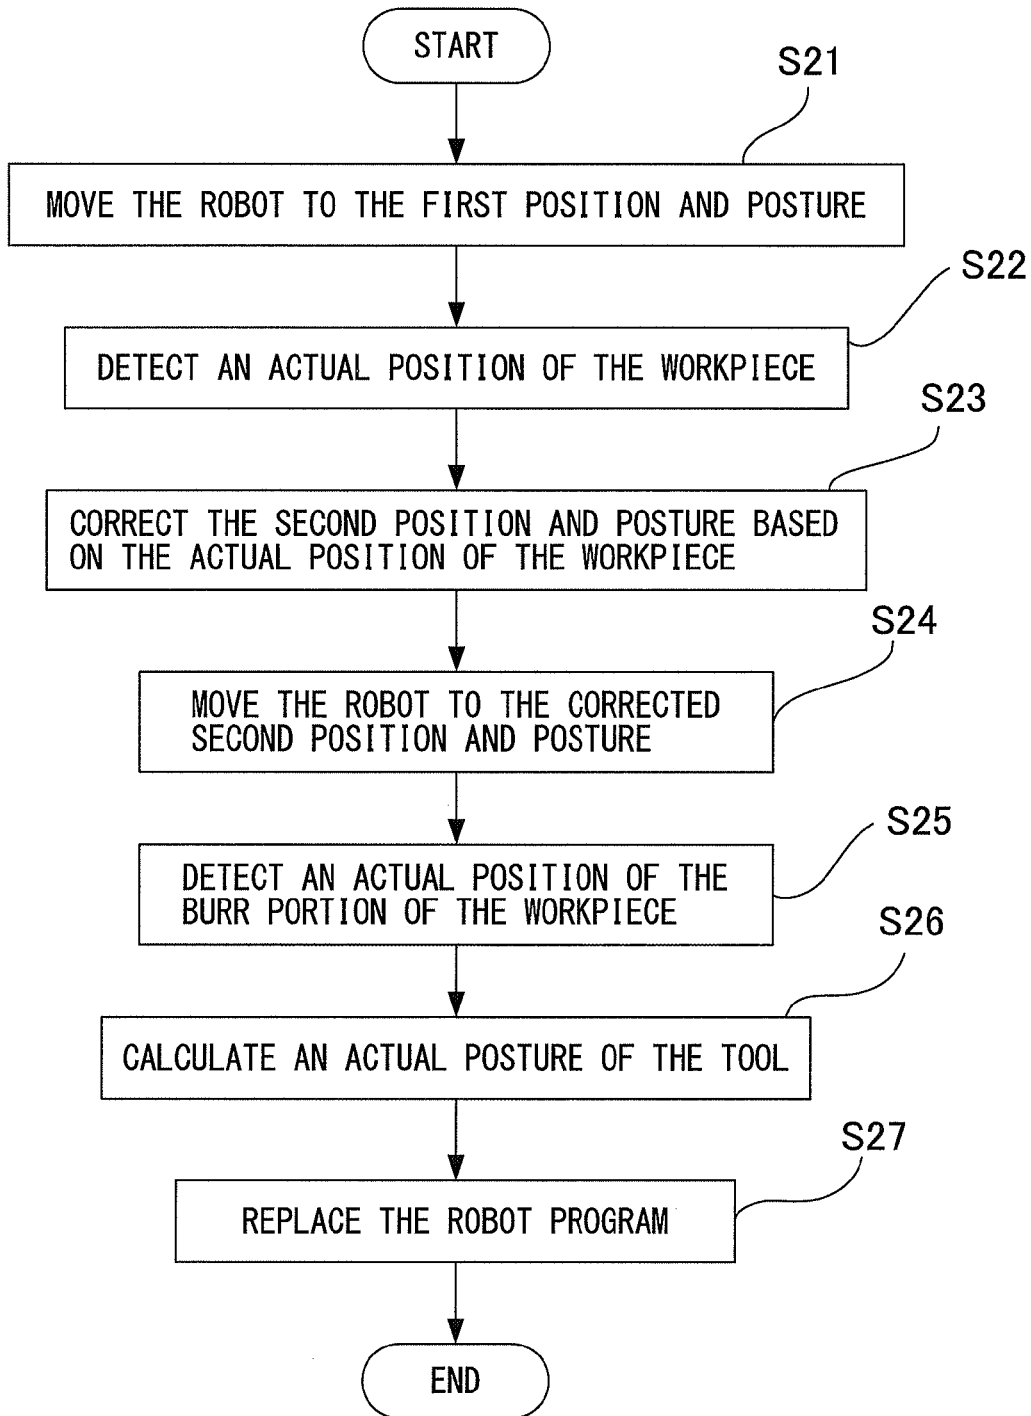 START
S21
MOVE THE ROBOT TO THE FIRST POSITION AND POSTURE
S22
DETECT AN ACTUAL POSITION OF THE WORKPIECE
S23
CORRECT THE SECOND POSITION AND POSTURE BASED
ON THE ACTUAL POSITION OF THE WORKPIECE
S24
MOVE THE ROBOT TO THE CORRECTED
SECOND POSITION AND POSTURE
S25
DETECT AN ACTUAL POSITION OF THE
BURR PORTION OF THE WORKPIECE
S26
CALCULATE AN ACTUAL POSTURE OF THE TOOL
S27
REPLACE THE ROBOT PROGRAM
END